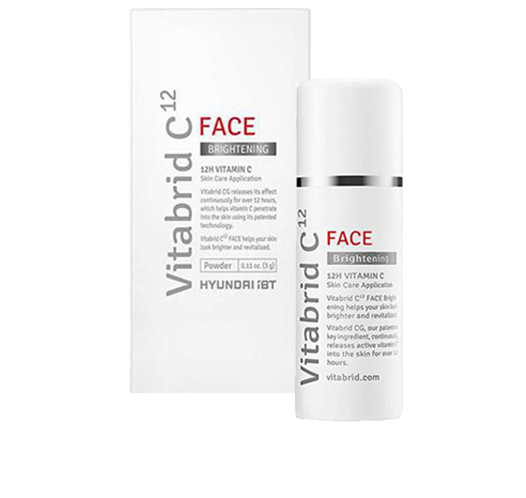 Vitabrid C12
FACE
BRIGHTENING
12H VITAMIN C
Skin Care Application
Vitabrid CG releases its effect
continuously for over 12 hours,
which helps vitamin C penetrate
into the skin using its patented
technology.
Vitabrid C12 FACE helps your skin
look brighter and revitalized.
Powder 0.11 oz. (3 g)
HYUNDAI IBT
Vitabrid C12
FACE
Brightening
12H VITAMIN C
Skin Care Application
Vitabrid C12 FACE Bright
ening helps your skin look
brighter and revitalized.
Vitabrid CG, our patented
key ingredient, continuously
releases active vitamin C
into the skin for over 12
hours.
vitabrid.com